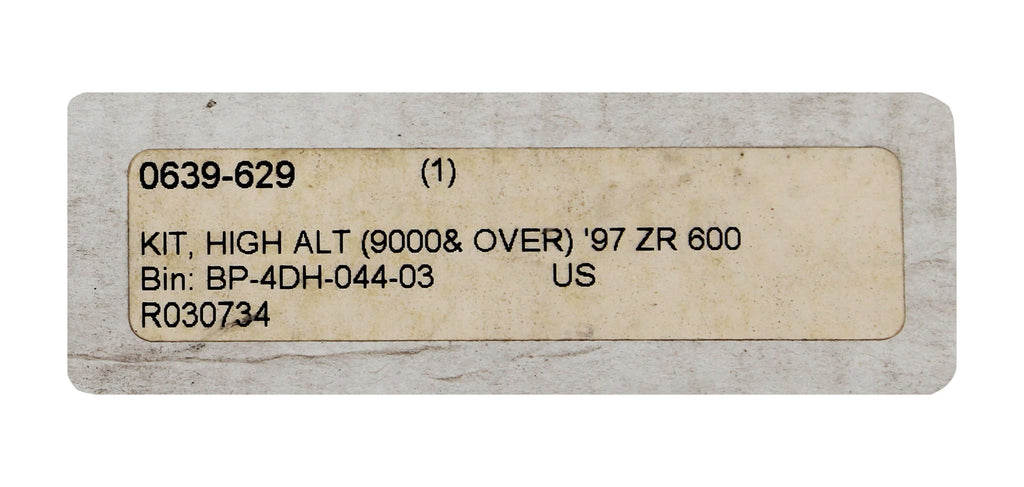 0639-629 (1)
KIT, HIGH ALT (9000& OVER) '97 ZR 600
Bin: BP-4DH-044-03 US
R030734